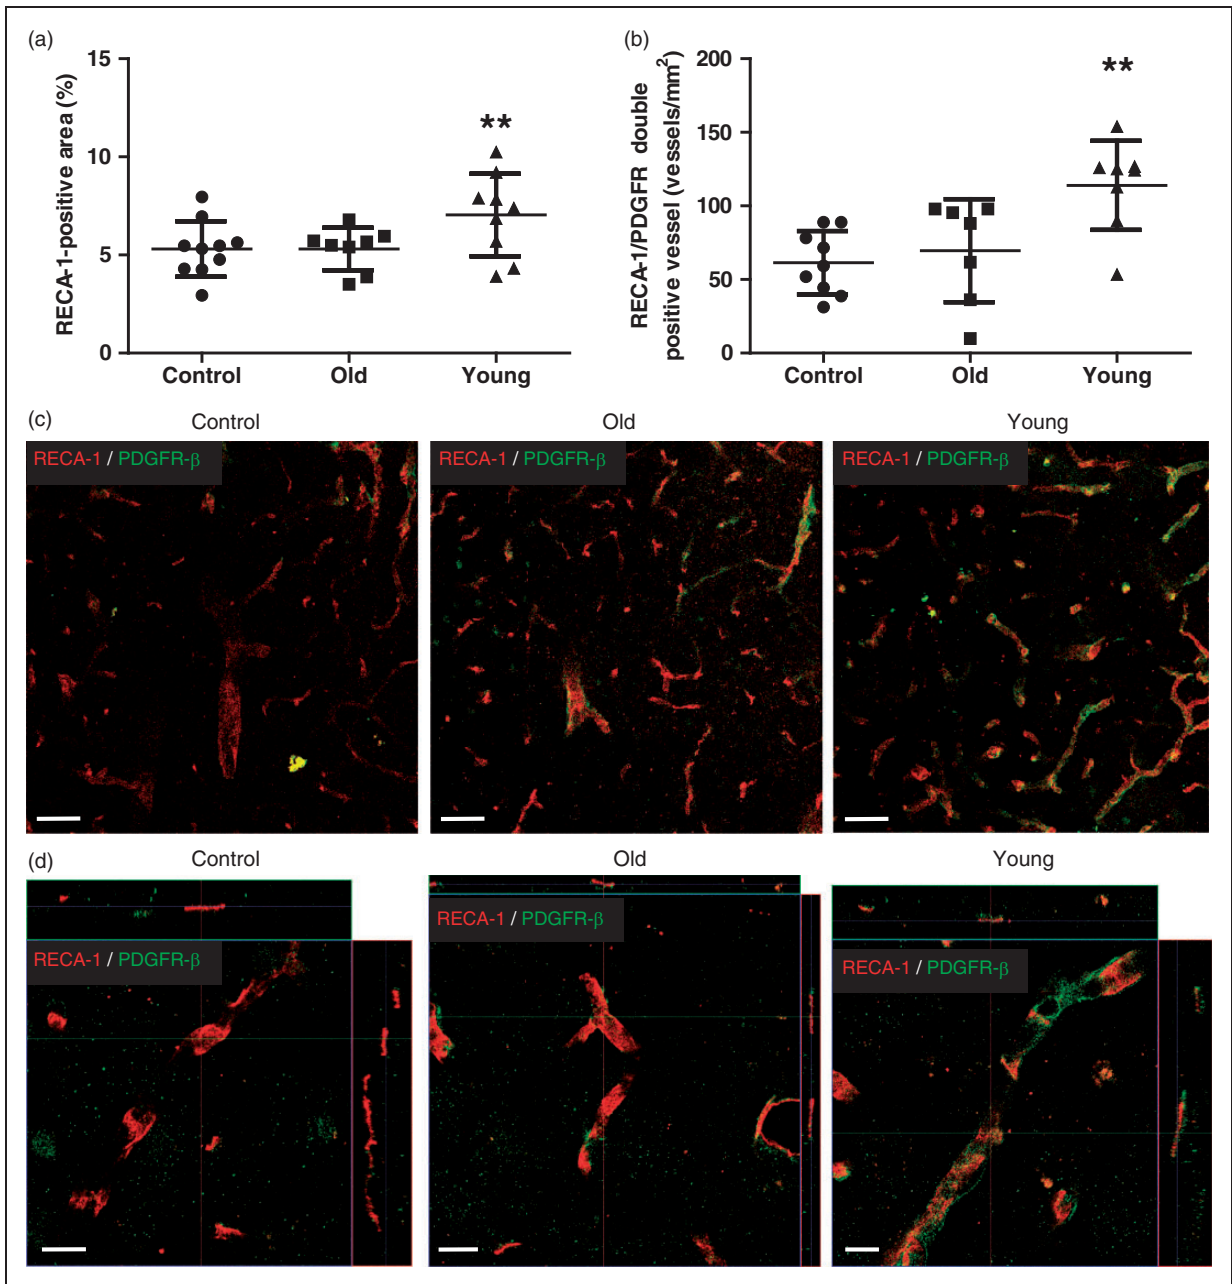 (a)
15
10
5
0
RECA-1-positive area (%)
**
Control Old Young
(b)
200
150
100
50
0
RECA-1/PDGFR double
positive vessel (vessels/mm²)
**
Control Old Young
(c)
Control Old Young
RECA-1 / PDGFR-β
RECA-1 / PDGFR-β
RECA-1 / PDGFR-β
(d)
Control Old Young
RECA-1 / PDGFR-β
RECA-1 / PDGFR-β
RECA-1 / PDGFR-β